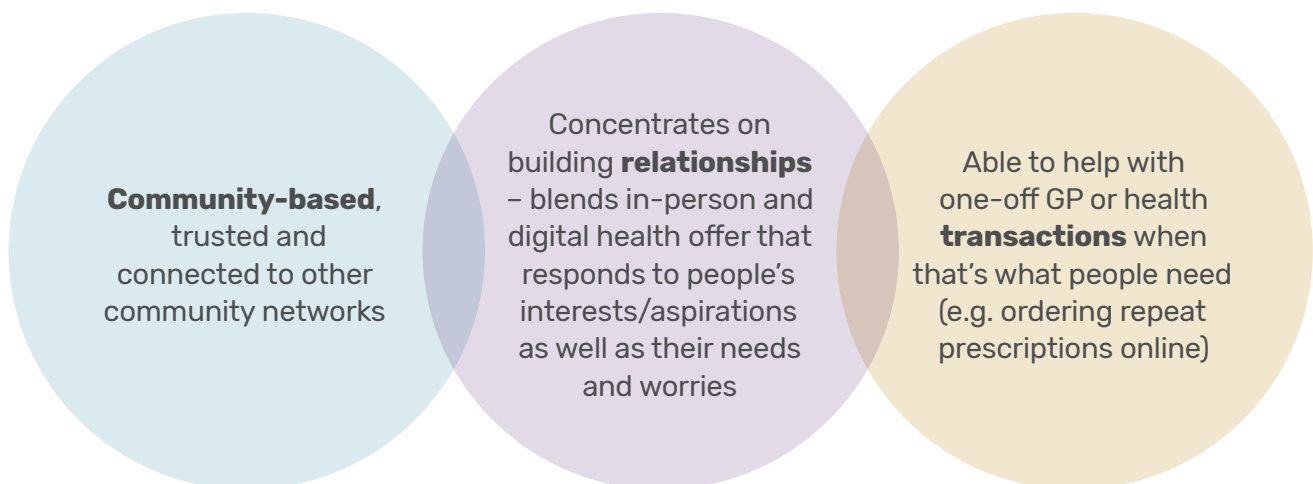 Community-based,
trusted and
connected to other
community networks
Concentrates on
building relationships
– blends in-person and
digital health offer that
responds to people’s
interests/aspirations
as well as their needs
and worries
Able to help with
one-off GP or health
transactions when
that’s what people need
(e.g. ordering repeat
prescriptions online)